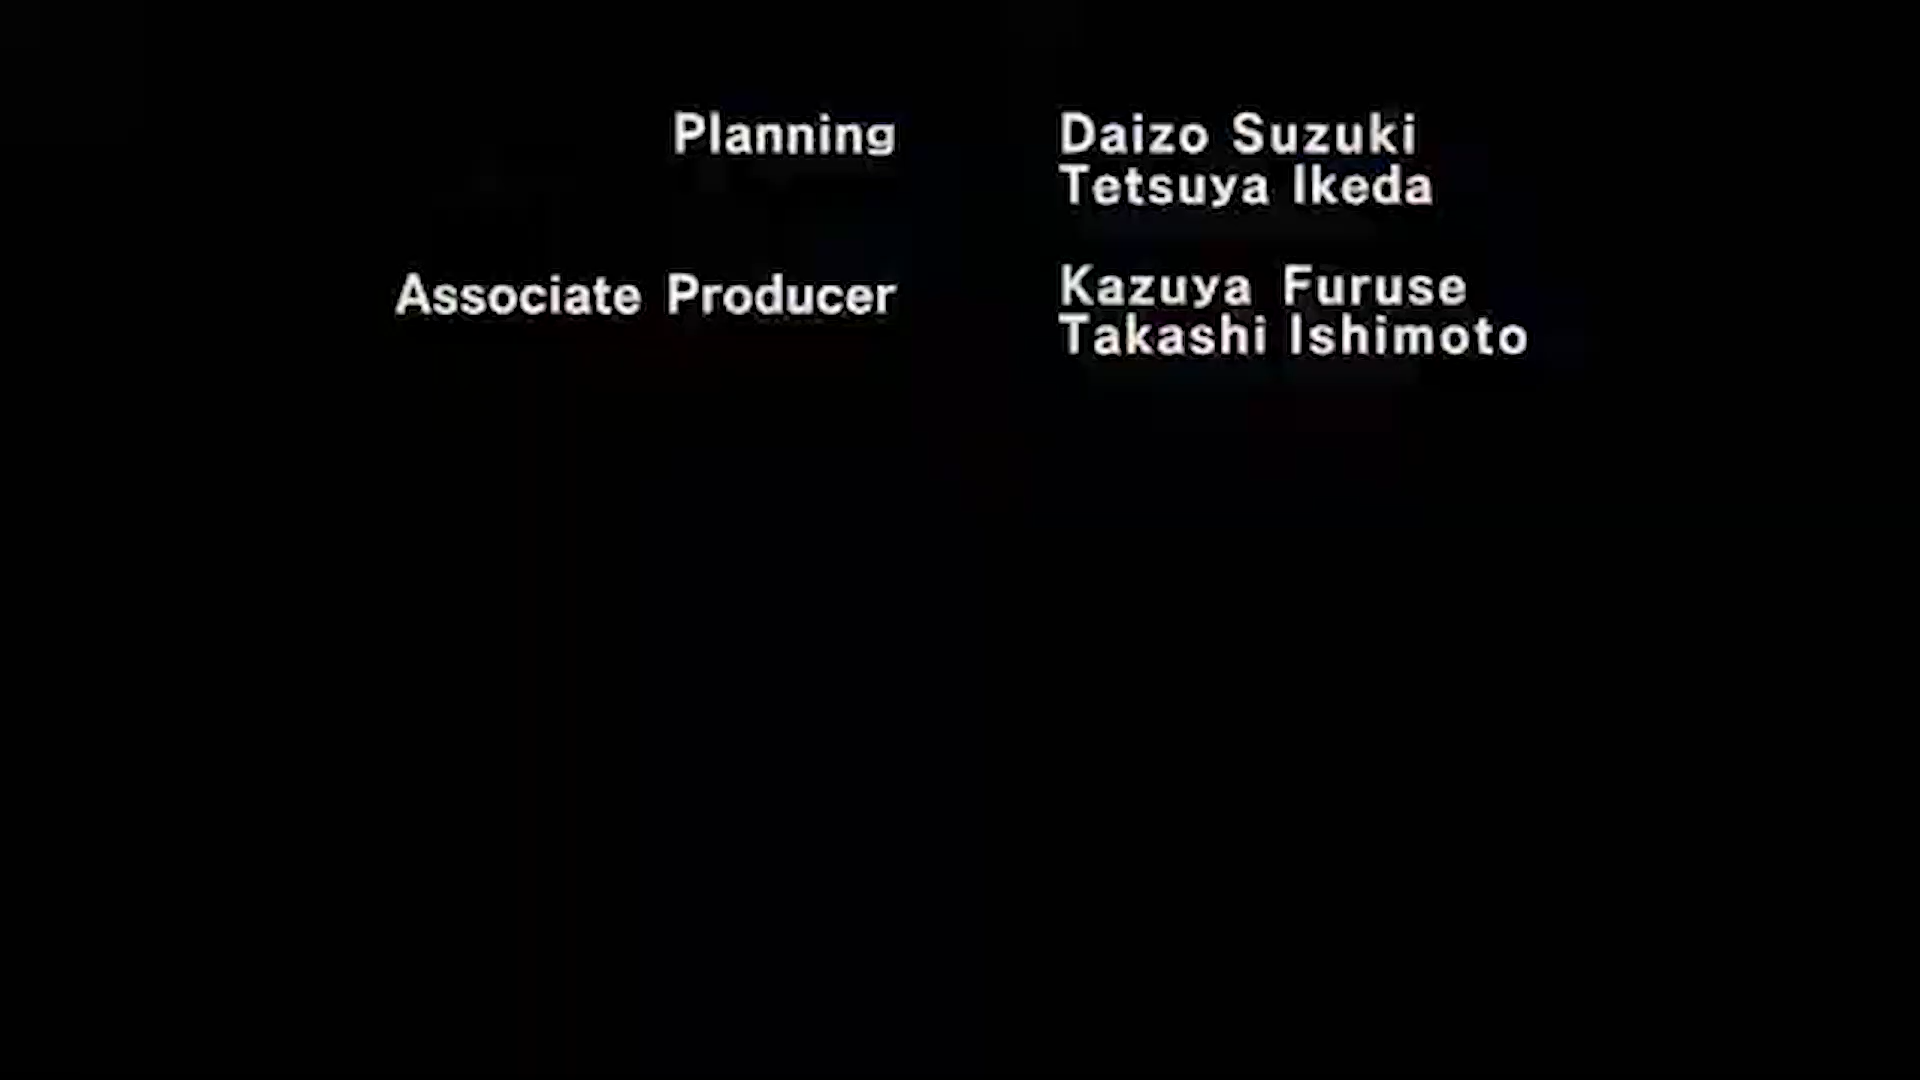 Planning Daizo Suzuki
Tetsuya Ikeda
Associate Producer Kazuya Furuse
Takashi Ishimoto